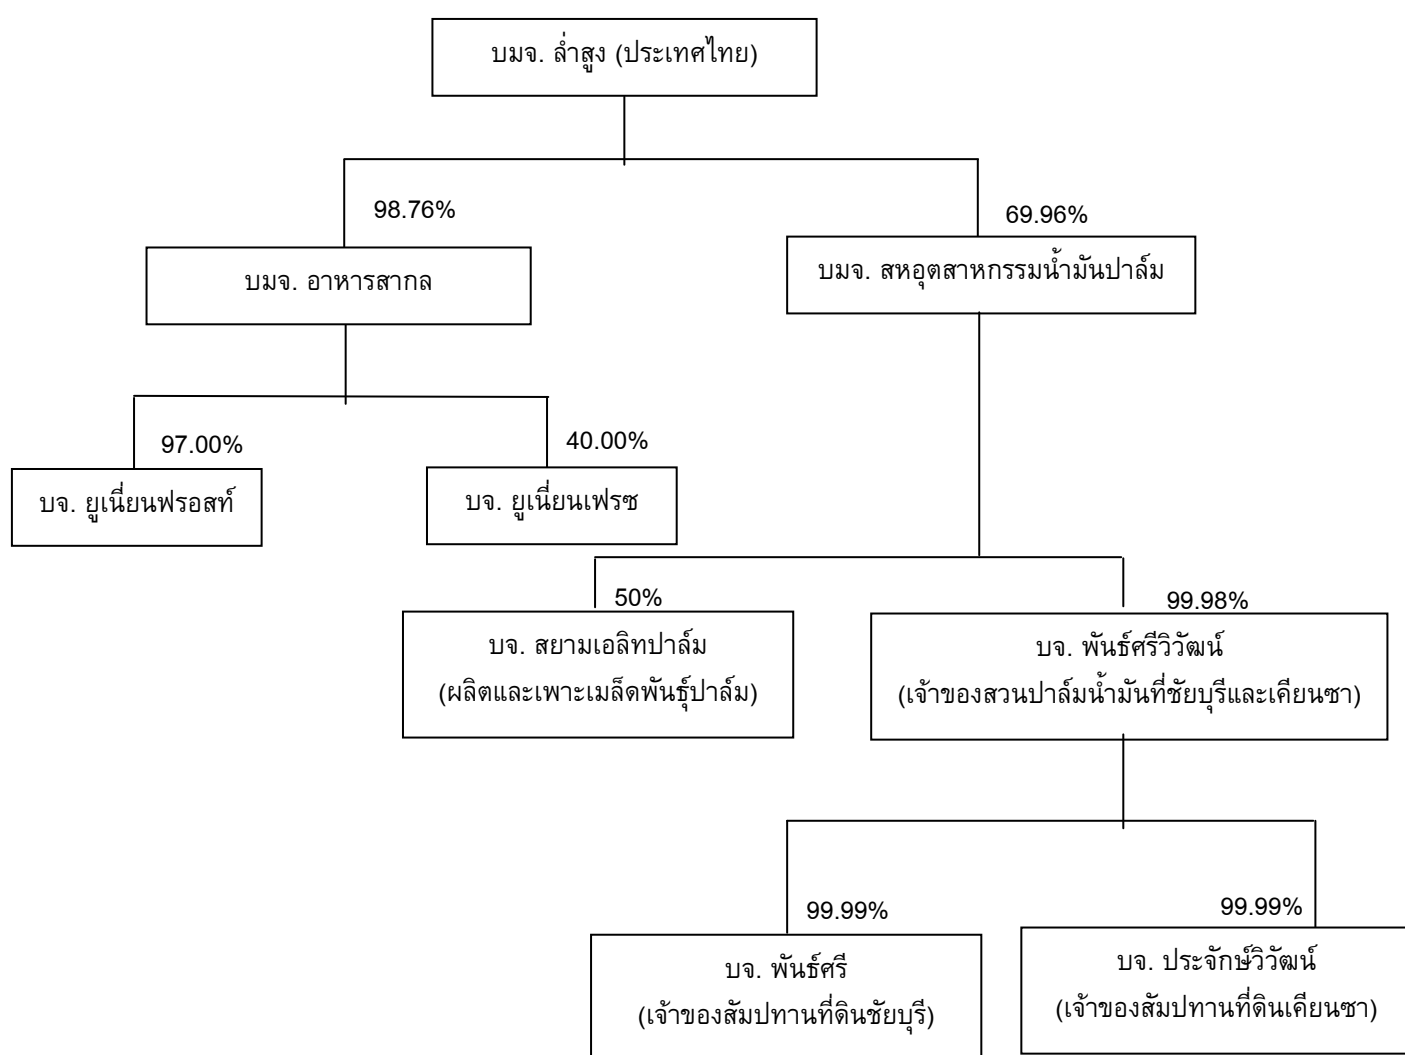 บมจ. ล่ำสูง (ประเทศไทย)
98.76%
69.96%
บมจ. อาหารสากล
บมจ. สหอุตสาหกรรมน้ำมันปาล์ม
97.00%
40.00%
บจ. ยูเนี่ยนฟรอสท์
บจ. ยูเนี่ยนเฟรช
50%
99.98%
บจ. สยามเอลิทปาล์ม
(ผลิตและเพาะเมล็ดพันธุ์ปาล์ม)
บจ. พันธ์ศรีวิวัฒน์
(เจ้าของสวนปาล์มน้ำมันที่ชัยบุรีและเคียนซา)
99.99%
99.99%
บจ. พันธ์ศรี
(เจ้าของสัมปทานที่ดินชัยบุรี)
บจ. ประจักษ์วิวัฒน์
(เจ้าของสัมปทานที่ดินเคียนซา)